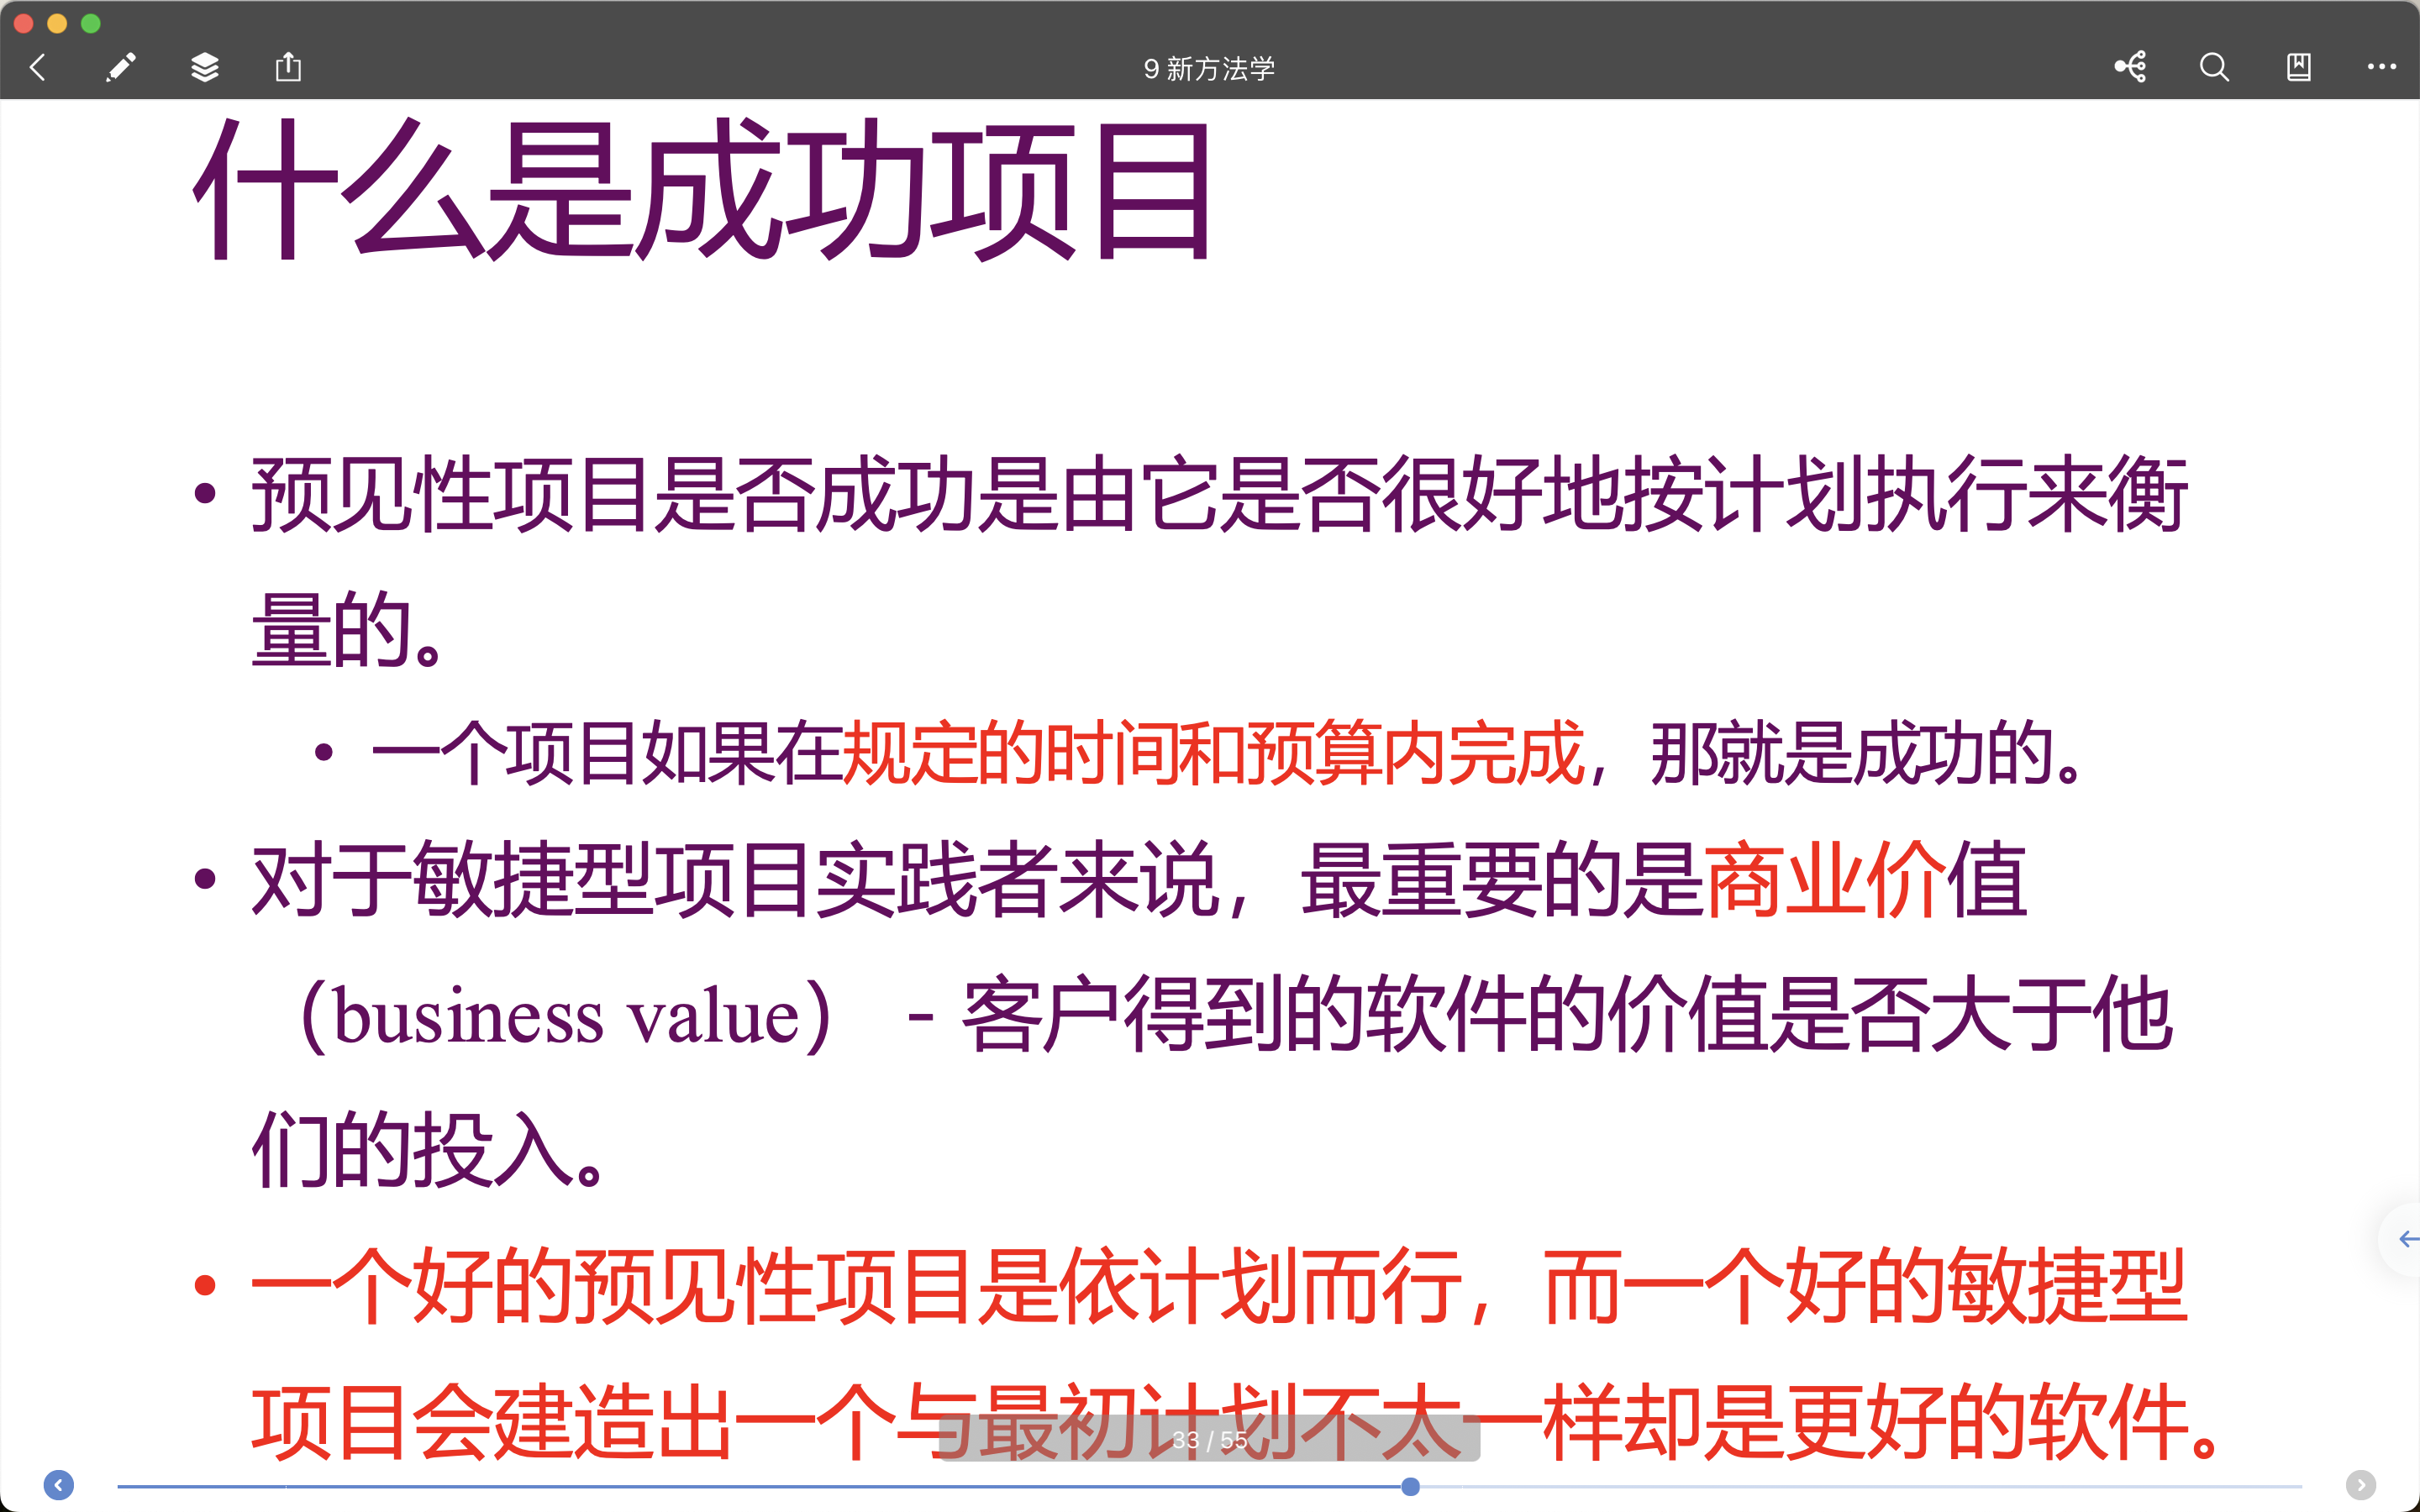 9 新方法学
什么是成功项目
• 预见性项目是否成功是由它是否很好地按计划执行来衡
量的。
• 一个项目如果在规定的时间和预算内完成，那就是成功的。
• 对于敏捷型项目实践者来说，最重要的是商业价值
（business value） - 客户得到的软件的价值是否大于他
们的投入。
• 一个好的预见性项目是依计划而行，而一个好的每捷型
项目会建造出一个与最初计划不大一样却是更好的软件。
33 / 55